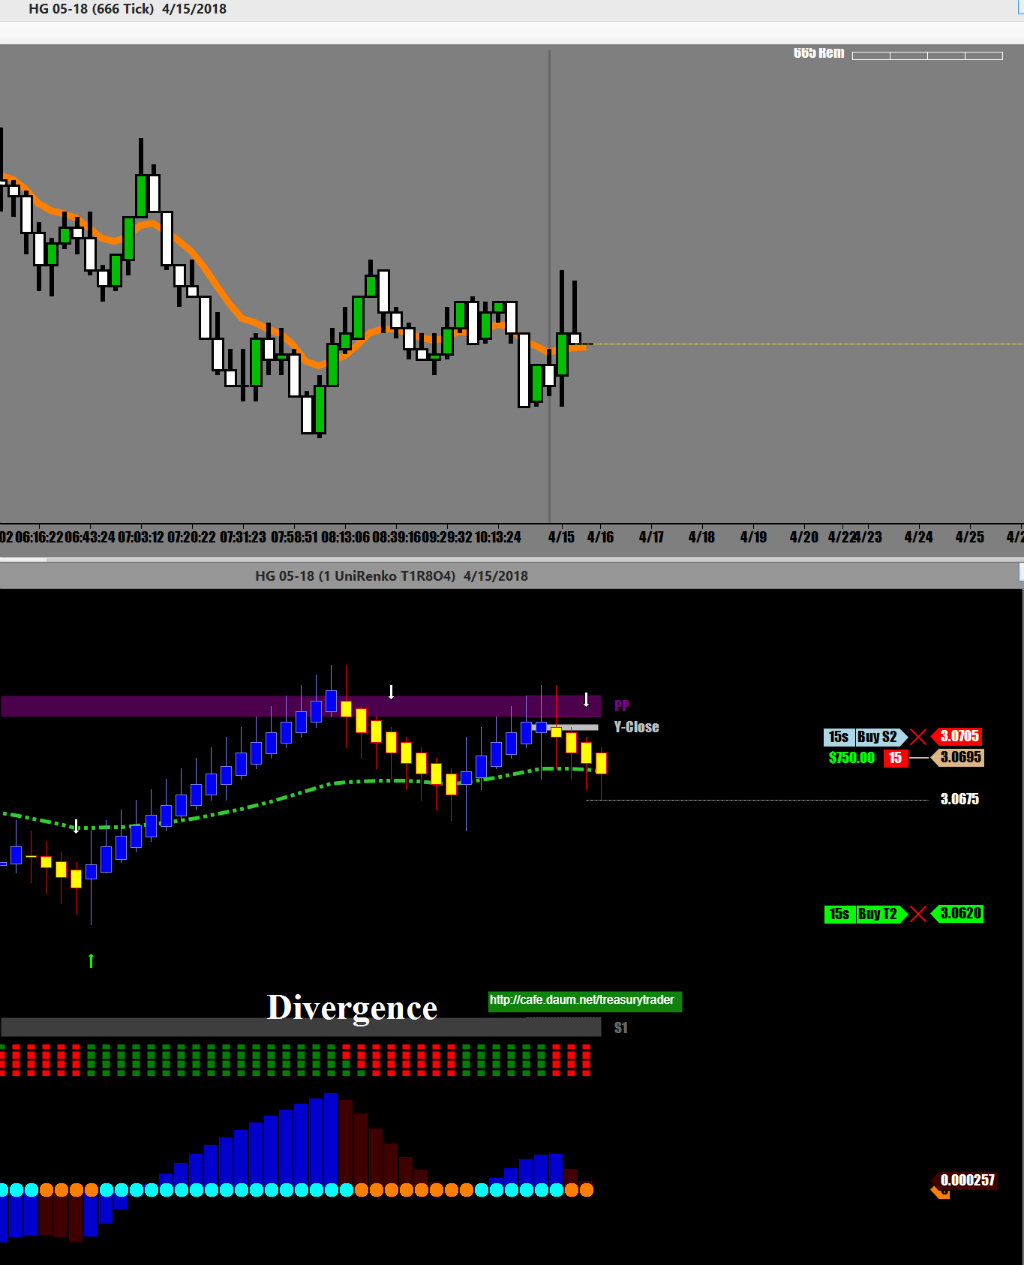 HG 05-18 (666 Tick)  4/15/2018
665 Rem
02 06:16:22 06:43:24 07:03:12 07:20:22 07:31:23 07:58:51 08:13:06 08:39:16 09:29:32 10:13:24 4/15 4/16 4/17 4/18 4/19 4/20 4/22 4/23 4/24 4/25
HG 05-18 (1 UniRenko T1R8O4)  4/15/2018
PP
Y-Close
15s Buy S2 3.0705
$750.00 15 3.0695
3.0675
15s Buy T2 3.0620
Divergence
http://cafe.daum.net/treasurytrader
S1
0.000257